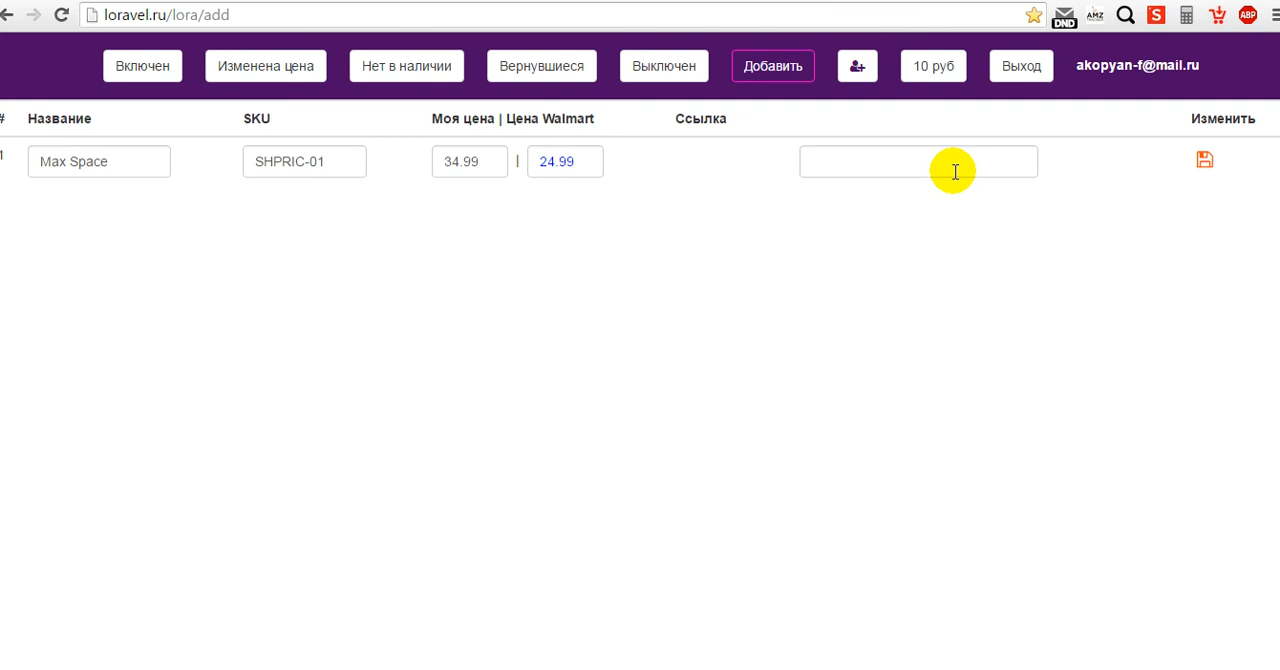 loravel.ru/lora/add
DND
AMZ
S
ABP
Включен Изменена цена Нет в наличии Вернувшиеся Выключен Добавить 10 руб Выход akopyan-f@mail.ru
# Название SKU Моя цена | Цена Walmart Ссылка Изменить
1 Max Space SHPRIC-01 34.99 | 24.99